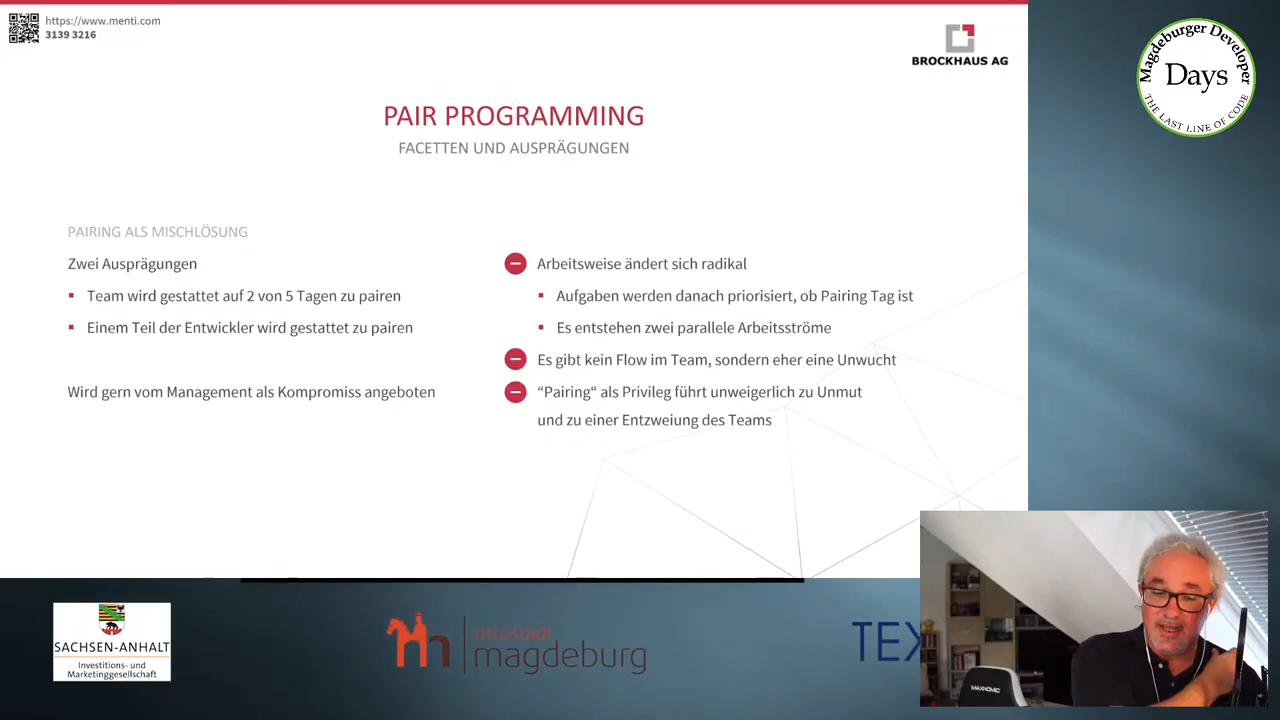 https://www.menti.com
3139 3216
BROCKHAUS AG
Magdeburger Developer
Days
THE LAST LINE OF CODE
PAIR PROGRAMMING
FACETTEN UND AUSPRÄGUNGEN
PAIRING ALS MISCHLÖSUNG
Zwei Ausprägungen
Team wird gestattet auf 2 von 5 Tagen zu pairen
Einem Teil der Entwickler wird gestattet zu pairen
Wird gern vom Management als Kompromiss angeboten
Arbeitsweise ändert sich radikal
Aufgaben werden danach priorisiert, ob Pairing Tag ist
Es entstehen zwei parallele Arbeitsströme
Es gibt kein Flow im Team, sondern eher eine Unwucht
“Pairing“ als Privileg führt unweigerlich zu Unmut
und zu einer Entzweiung des Teams
SACHSEN-ANHALT
Investitions- und
Marketinggesellschaft
ottostadt
magdeburg
TEX
MAXNOMIC